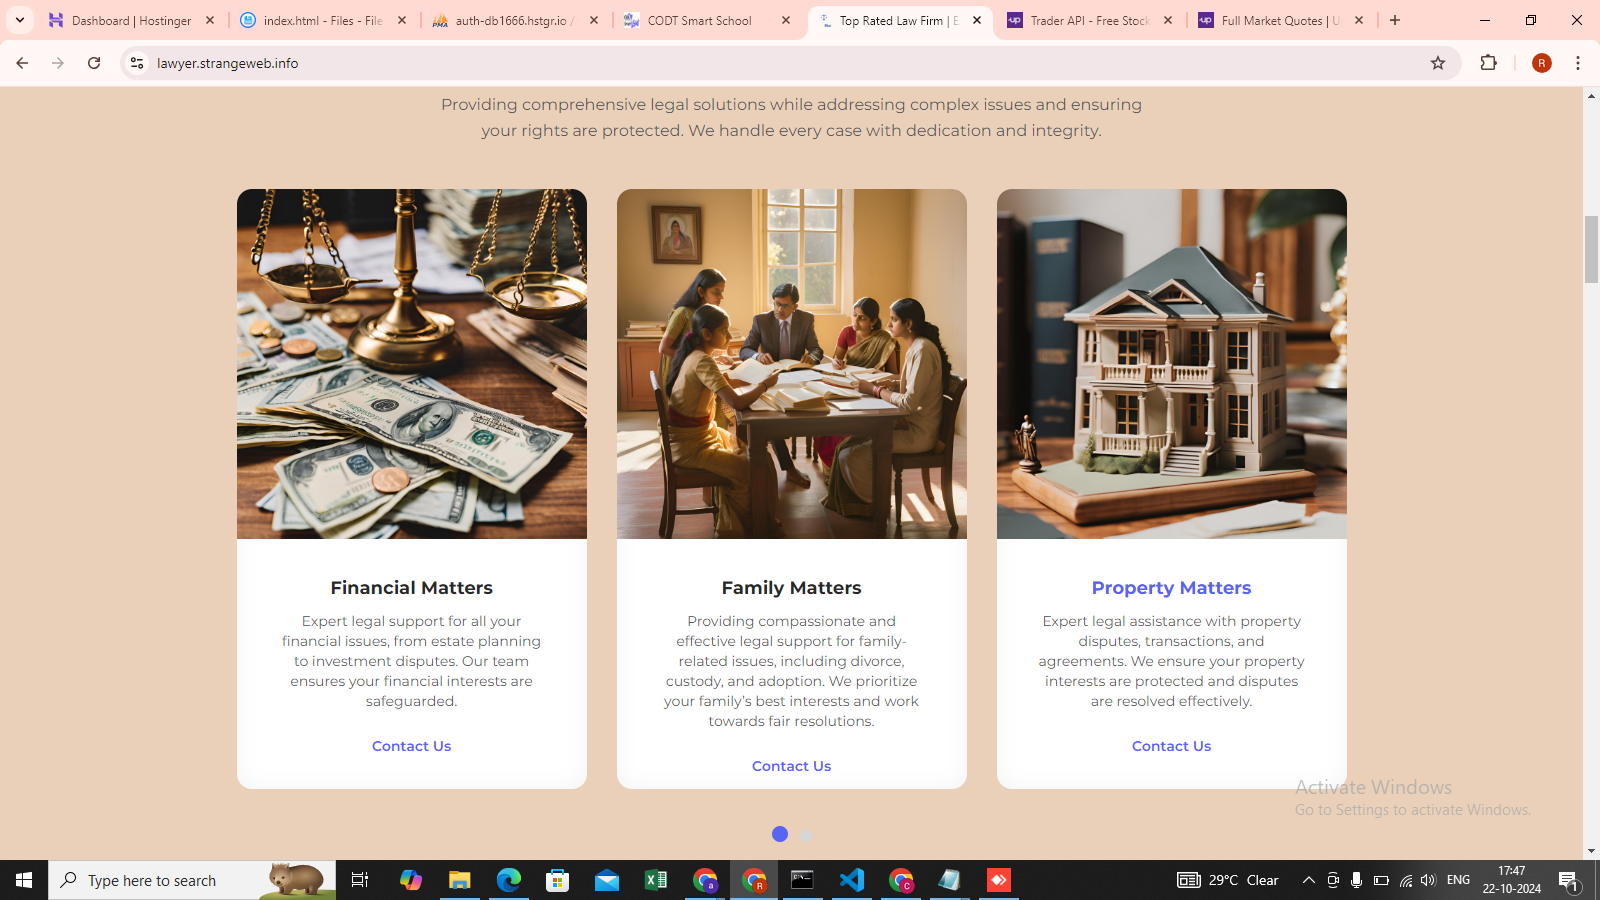 Dashboard | Hostinger
index.html - Files - File
auth-db1666.hstgr.io /
CODT Smart School
Top Rated Law Firm | E
Trader API - Free Stock
Full Market Quotes | U
lawyer.strangeweb.info
R
Providing comprehensive legal solutions while addressing complex issues and ensuring
your rights are protected. We handle every case with dedication and integrity.
Financial Matters
Expert legal support for all your
financial issues, from estate planning
to investment disputes. Our team
ensures your financial interests are
safeguarded.
Contact Us
Family Matters
Providing compassionate and
effective legal support for family-
related issues, including divorce,
custody, and adoption. We prioritize
your family’s best interests and work
towards fair resolutions.
Contact Us
Property Matters
Expert legal assistance with property
disputes, transactions, and
agreements. We ensure your property
interests are protected and disputes
are resolved effectively.
Contact Us
Activate Windows
Go to Settings to activate Windows.
Type here to search
29°C Clear
ENG
17:47
22-10-2024
1